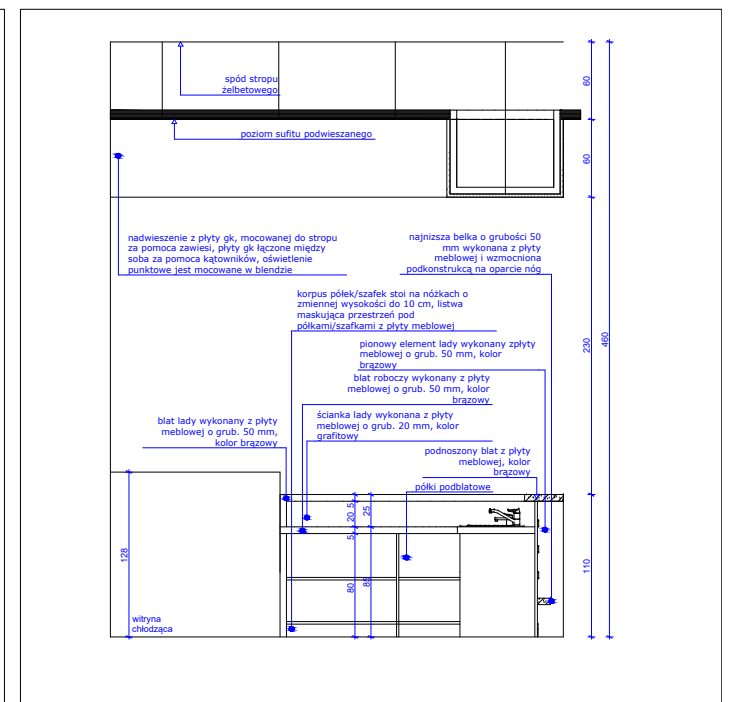 spód stropu
żelbetowego
60
poziom sufitu podwieszanego
60
nadwieszenie z płyty gk, mocowanej do stropu
za pomoca zawiesi, płyty gk łączone między
soba za pomoca kątowników, oświetlenie
punktowe jest mocowane w blendzie
najnizsza belka o grubości 50
mm wykonana z płyty
meblowej i wzmocniona
podkonstrukcą na oparcie nóg
korpus półek/szafek stoi na nóżkach o
zmiennej wysokości do 10 cm, listwa
maskująca przestrzeń pod
półkami/szafkami z płyty meblowej
230
460
pionowy element lady wykonany zpłyty
meblowej o grub. 50 mm, kolor
brązowy
blat roboczy wykonany z płyty
meblowej o grub. 50 mm, kolor
brązowy
blat lady wykonany z płyty
meblowej o grub. 50 mm,
kolor brązowy
ścianka lady wykonana z płyty
meblowej o grub. 20 mm, kolor
grafitowy
podnoszony blat z płyty
meblowej, kolor
brązowy
półki podblatowe
5
20
25
5
128
80
85
110
witryna
chłodząca